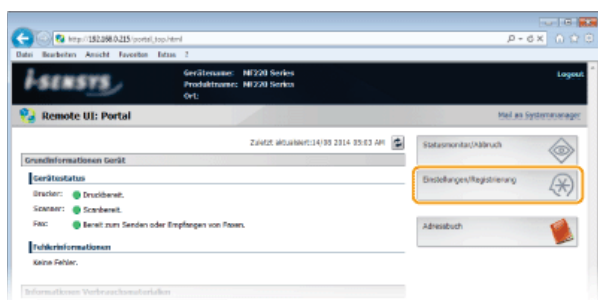 http://192.168.0.215/portal_top.html
Datei Bearbeiten Ansicht Favoriten Extras ?
i-SENSYS
Gerätename: MF220 Series
Produktname: MF220 Series
Ort:
Logout
Remote UI: Portal
Mail an Systemmanager
Zuletzt aktualisiert:14/08 2014 05:03 AM
Grundinformationen Gerät
Gerätestatus
Drucker: Druckbereit.
Scanner: Scanbereit.
Fax: Bereit zum Senden oder Empfangen von Faxen.
Fehlerinformationen
Keine Fehler.
Informationen Verbrauchsmaterialien
Statusmonitor/Abbruch
Einstellungen/Registrierung
Adressbuch